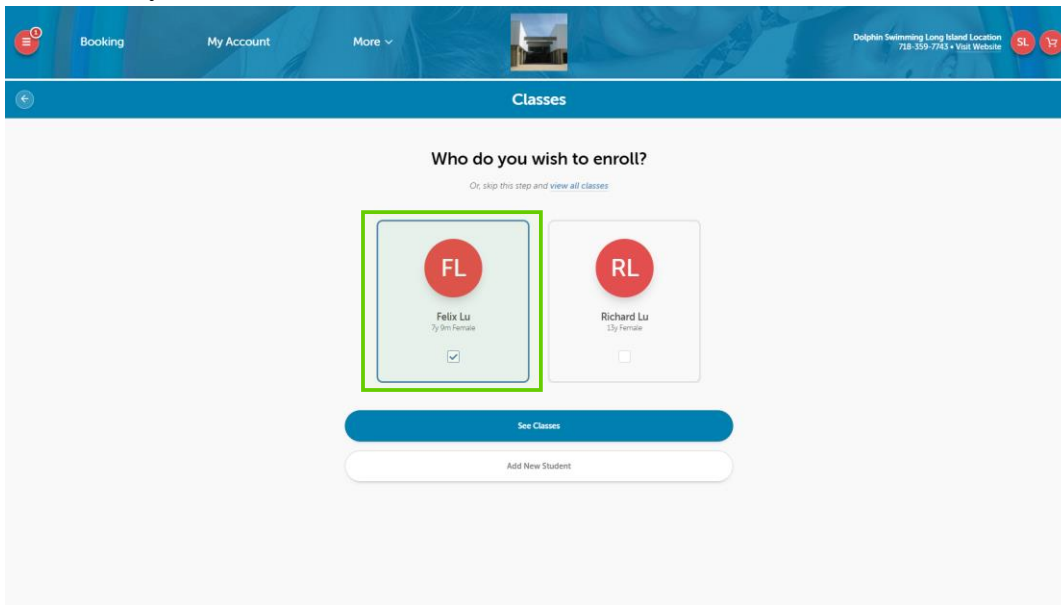 1
Booking
My Account
More
Dolphin Swimming Long Island Location
718-359-7743 • Visit Website
SL
Classes
Who do you wish to enroll?
Or, skip this step and view all classes
FL
Felix Lu
7y 9m Female
RL
Richard Lu
13y Female
See Classes
Add New Student